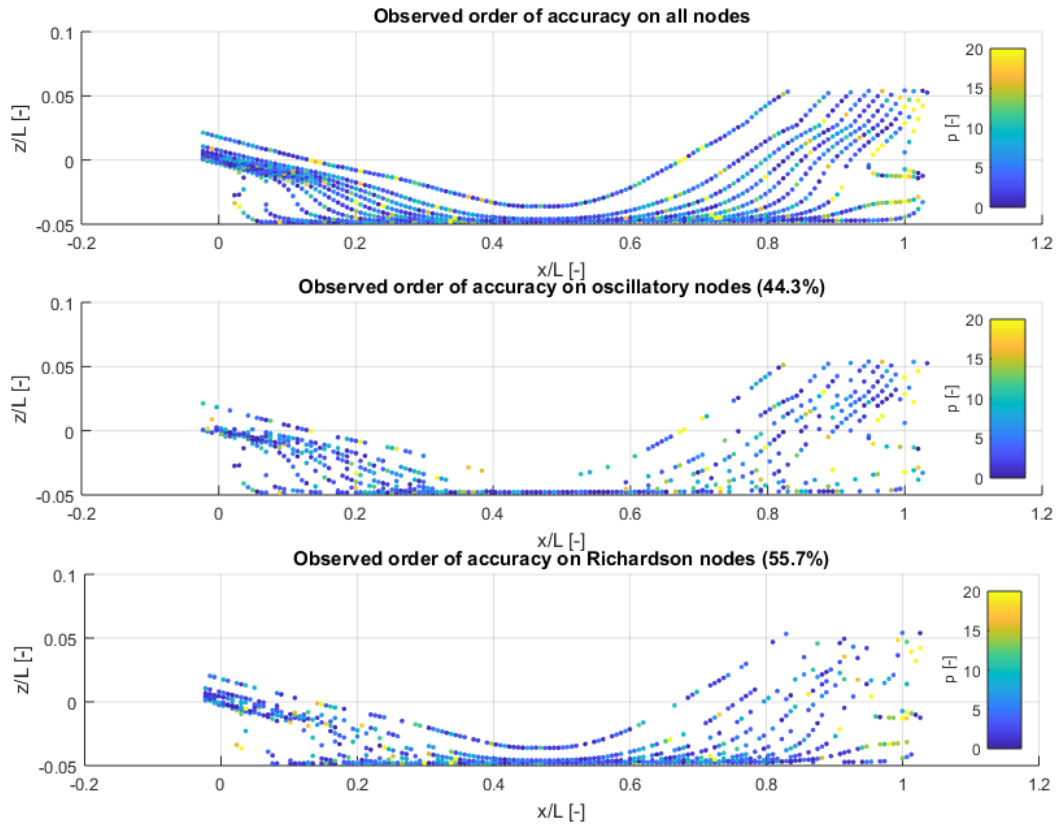 Observed order of accuracy on all nodes
0.1
0.05
0
-0.05
z/L [-]
-0.2 0 0.2 0.4 0.6 0.8 1 1.2
x/L [-]
20
15
10
5
0
p [-]
Observed order of accuracy on oscillatory nodes (44.3%)
0.1
0.05
0
-0.05
z/L [-]
-0.2 0 0.2 0.4 0.6 0.8 1 1.2
x/L [-]
20
15
10
5
0
p [-]
Observed order of accuracy on Richardson nodes (55.7%)
0.1
0.05
0
-0.05
z/L [-]
-0.2 0 0.2 0.4 0.6 0.8 1 1.2
x/L [-]
20
15
10
5
0
p [-]